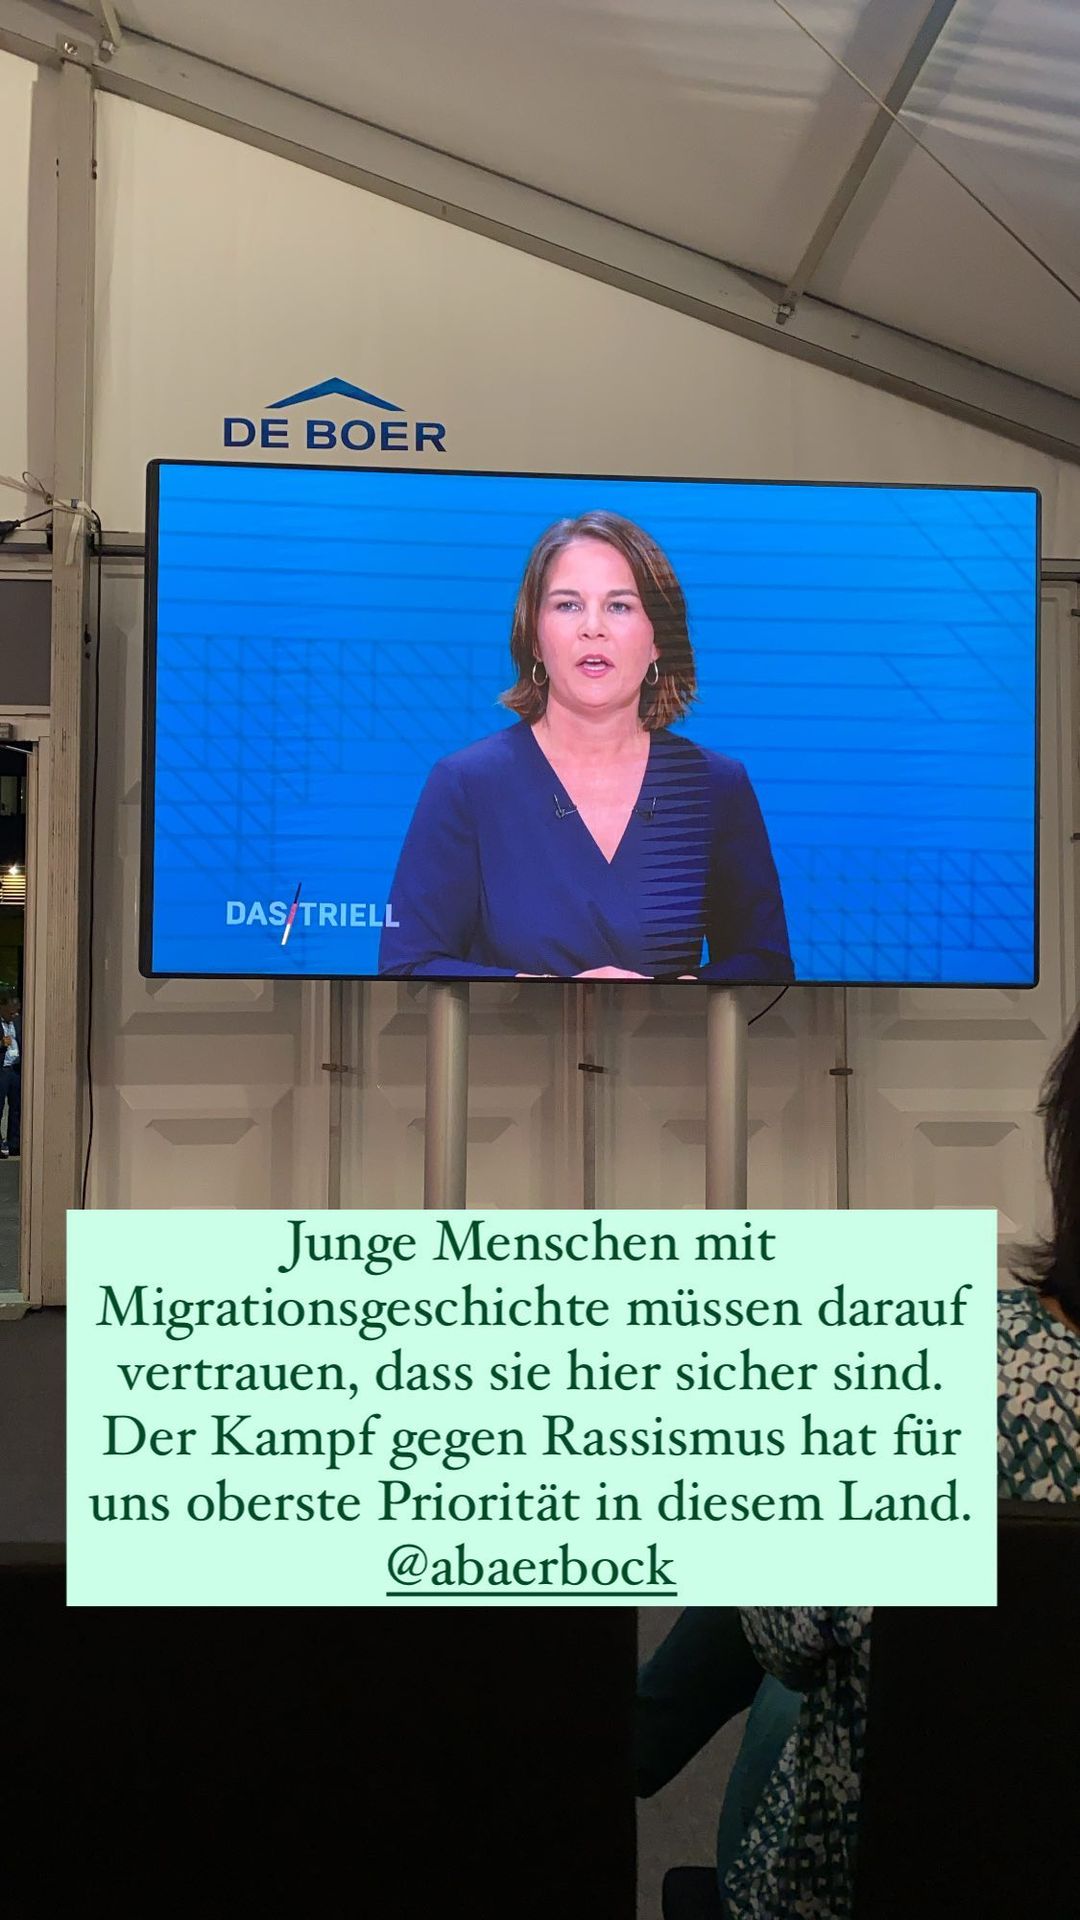 DE BOER
DAS/TRIELL
Junge Menschen mit
Migrationsgeschichte müssen darauf
vertrauen, dass sie hier sicher sind.
Der Kampf gegen Rassismus hat für
uns oberste Priorität in diesem Land.
@abaerbock